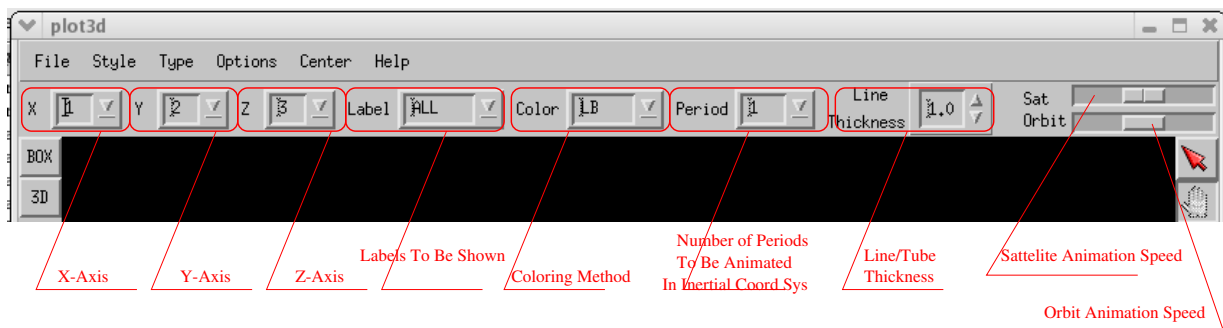 plot3d
File Style Type Options Center Help
X 1 Y 2 Z 3 Label ALL Color LB Period 1 Line Thickness 1.0 Sat Orbit
BOX
3D
X-Axis
Y-Axis
Z-Axis
Labels To Be Shown
Coloring Method
Number of Periods
To Be Animated
In Inertial Coord Sys
Line/Tube
Thickness
Sattelite Animation Speed
Orbit Animation Speed